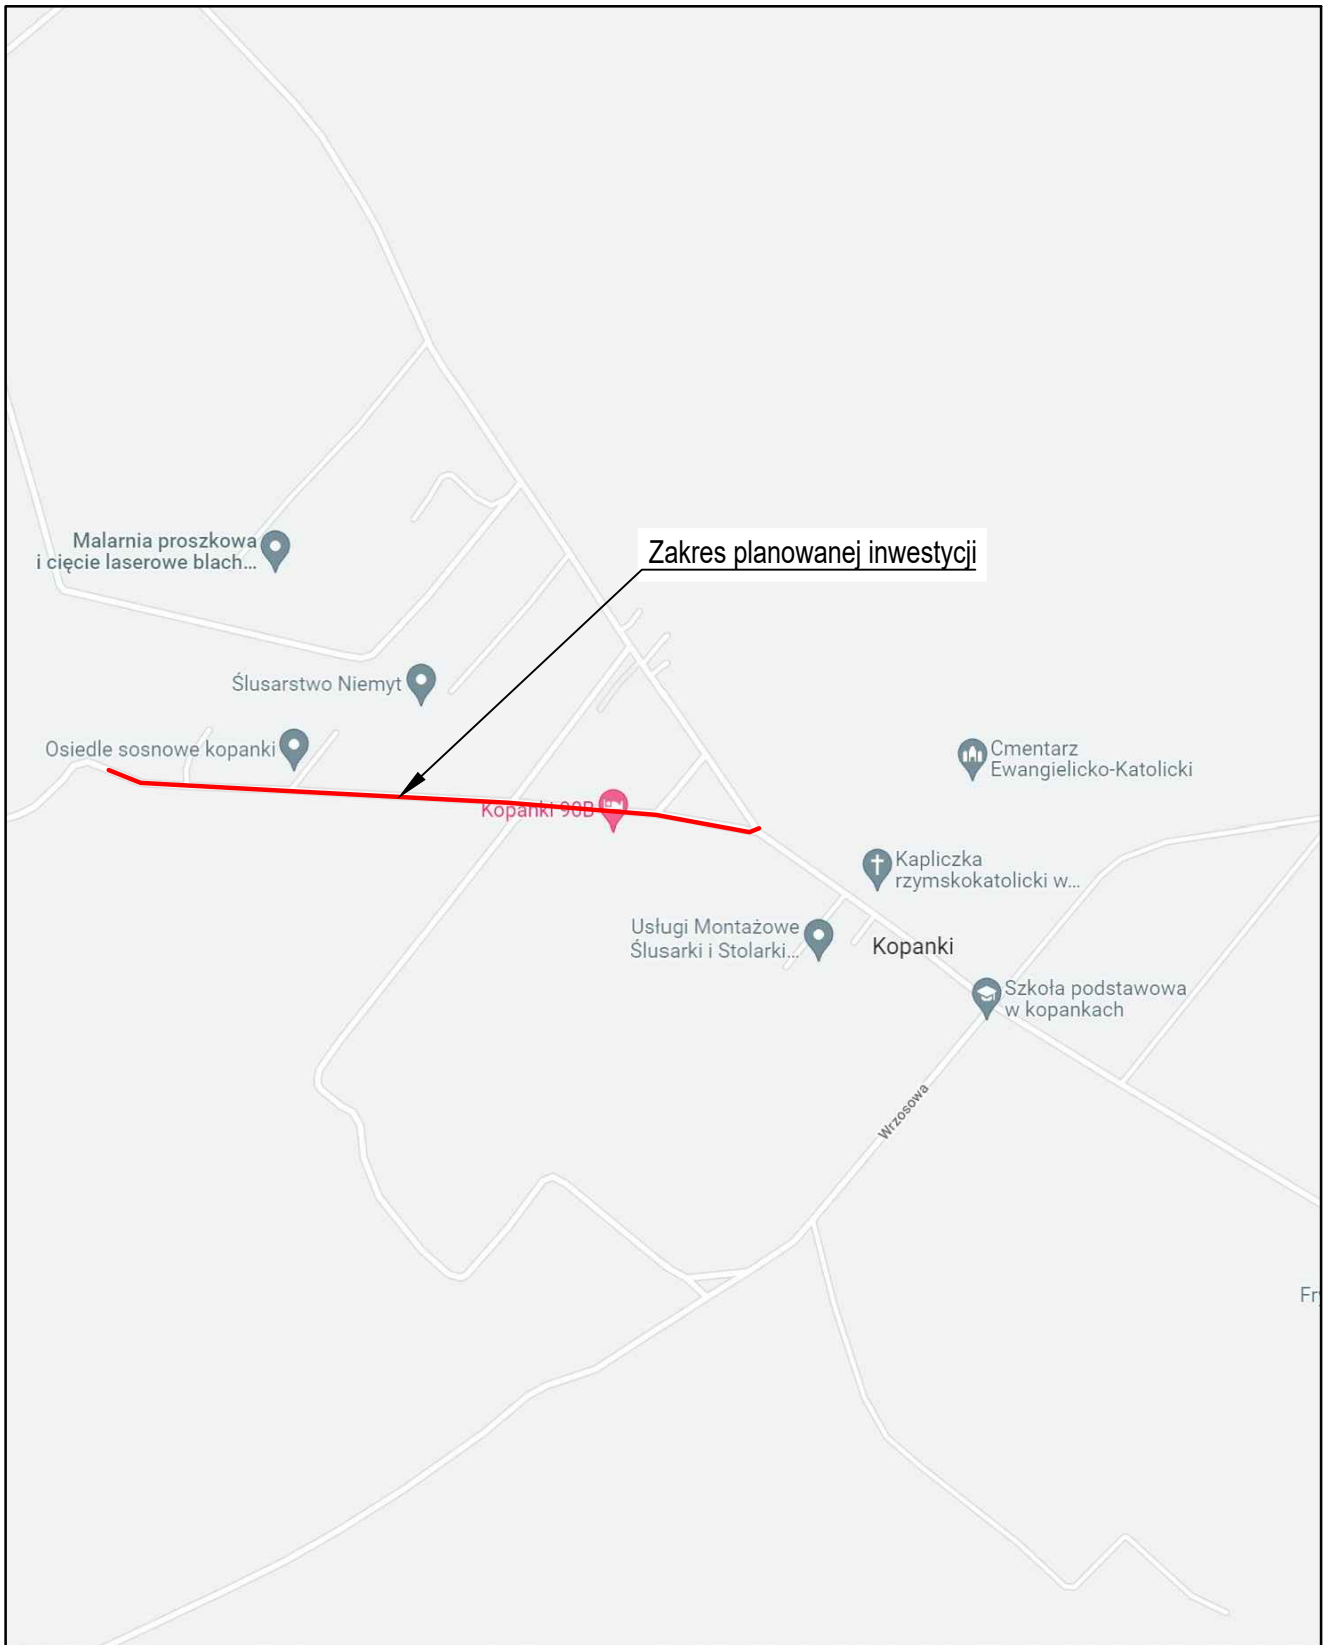 Malarnia proszkowa
i cięcie laserowe blach...
Zakres planowanej inwestycji
Ślusarstwo Niemyt
Osiedle sosnowe kopanki
Cmentarz
Ewangielicko-Katolicki
Kopanki 90B
Kapliczka
rzymskokatolicki w...
Usługi Montażowe
Ślusarki i Stolarki...
Kopanki
Szkoła podstawowa
w kopankach
Wrzosowa